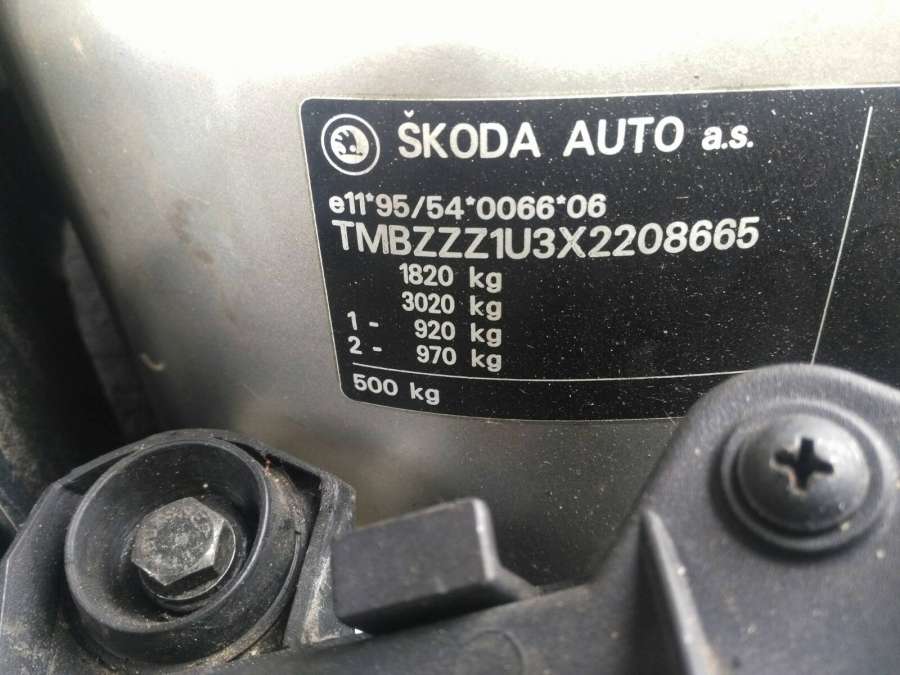 ŠKODA AUTO a.s.
e11*95/54*0066*06
TMBZZZ1U3X2208665
1820 kg
3020 kg
1 - 920 kg
2 - 970 kg
500 kg